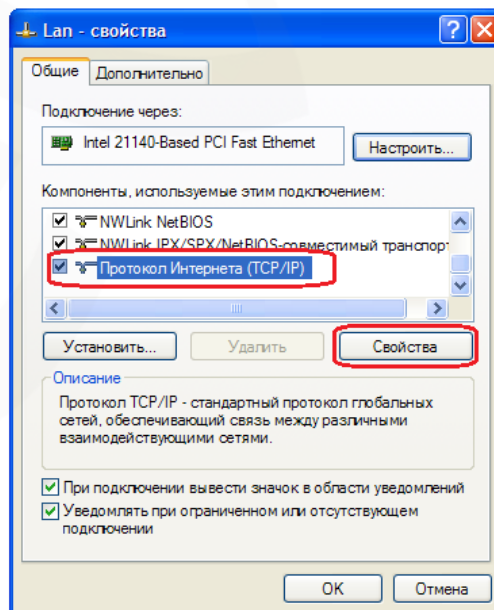 Lan - свойства
Общие Дополнительно
Подключение через:
Intel 21140-Based PCI Fast Ethernet Настроить...
Компоненты, используемые этим подключением:
NWLink NetBIOS
NWLink IPX/SPX/NetBIOS-совместимый транспорт
Протокол Интернета (TCP/IP)
Установить... Удалить Свойства
Описание
Протокол TCP/IP - стандартный протокол глобальных
сетей, обеспечивающий связь между различными
взаимодействующими сетями.
При подключении вывести значок в области уведомлений
Уведомлять при ограниченном или отсутствующем
подключении
OK Отмена